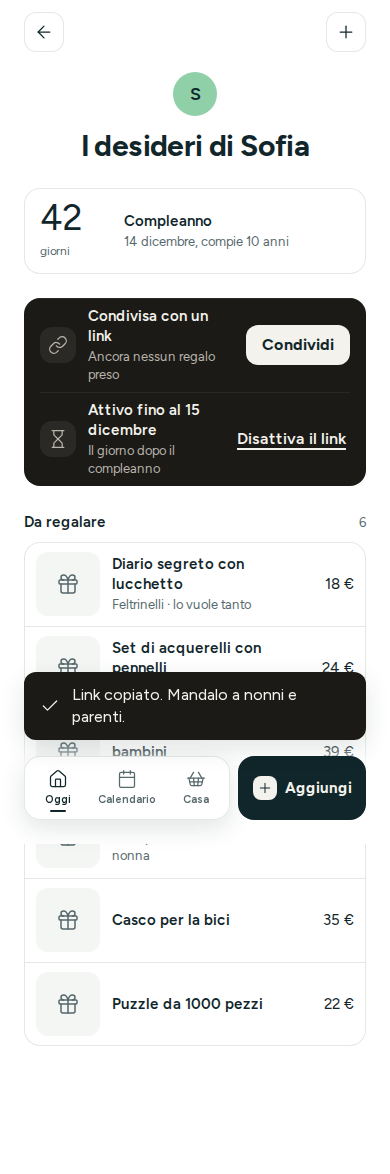 S
I desideri di Sofia
42
giorni
Compleanno
14 dicembre, compie 10 anni
Condivisa con un
link
Ancora nessun regalo
preso
Condividi
Attivo fino al 15
dicembre
Il giorno dopo il
compleanno
Disattiva il link
Da regalare
6
Diario segreto con
lucchetto
Feltrinelli · lo vuole tanto
18 €
Set di acquerelli con
pennelli
24 €
Link copiato. Mandalo a nonni e
parenti.
bambini
39 €
Oggi
Calendario
Casa
Aggiungi
nonna
Casco per la bici
35 €
Puzzle da 1000 pezzi
22 €